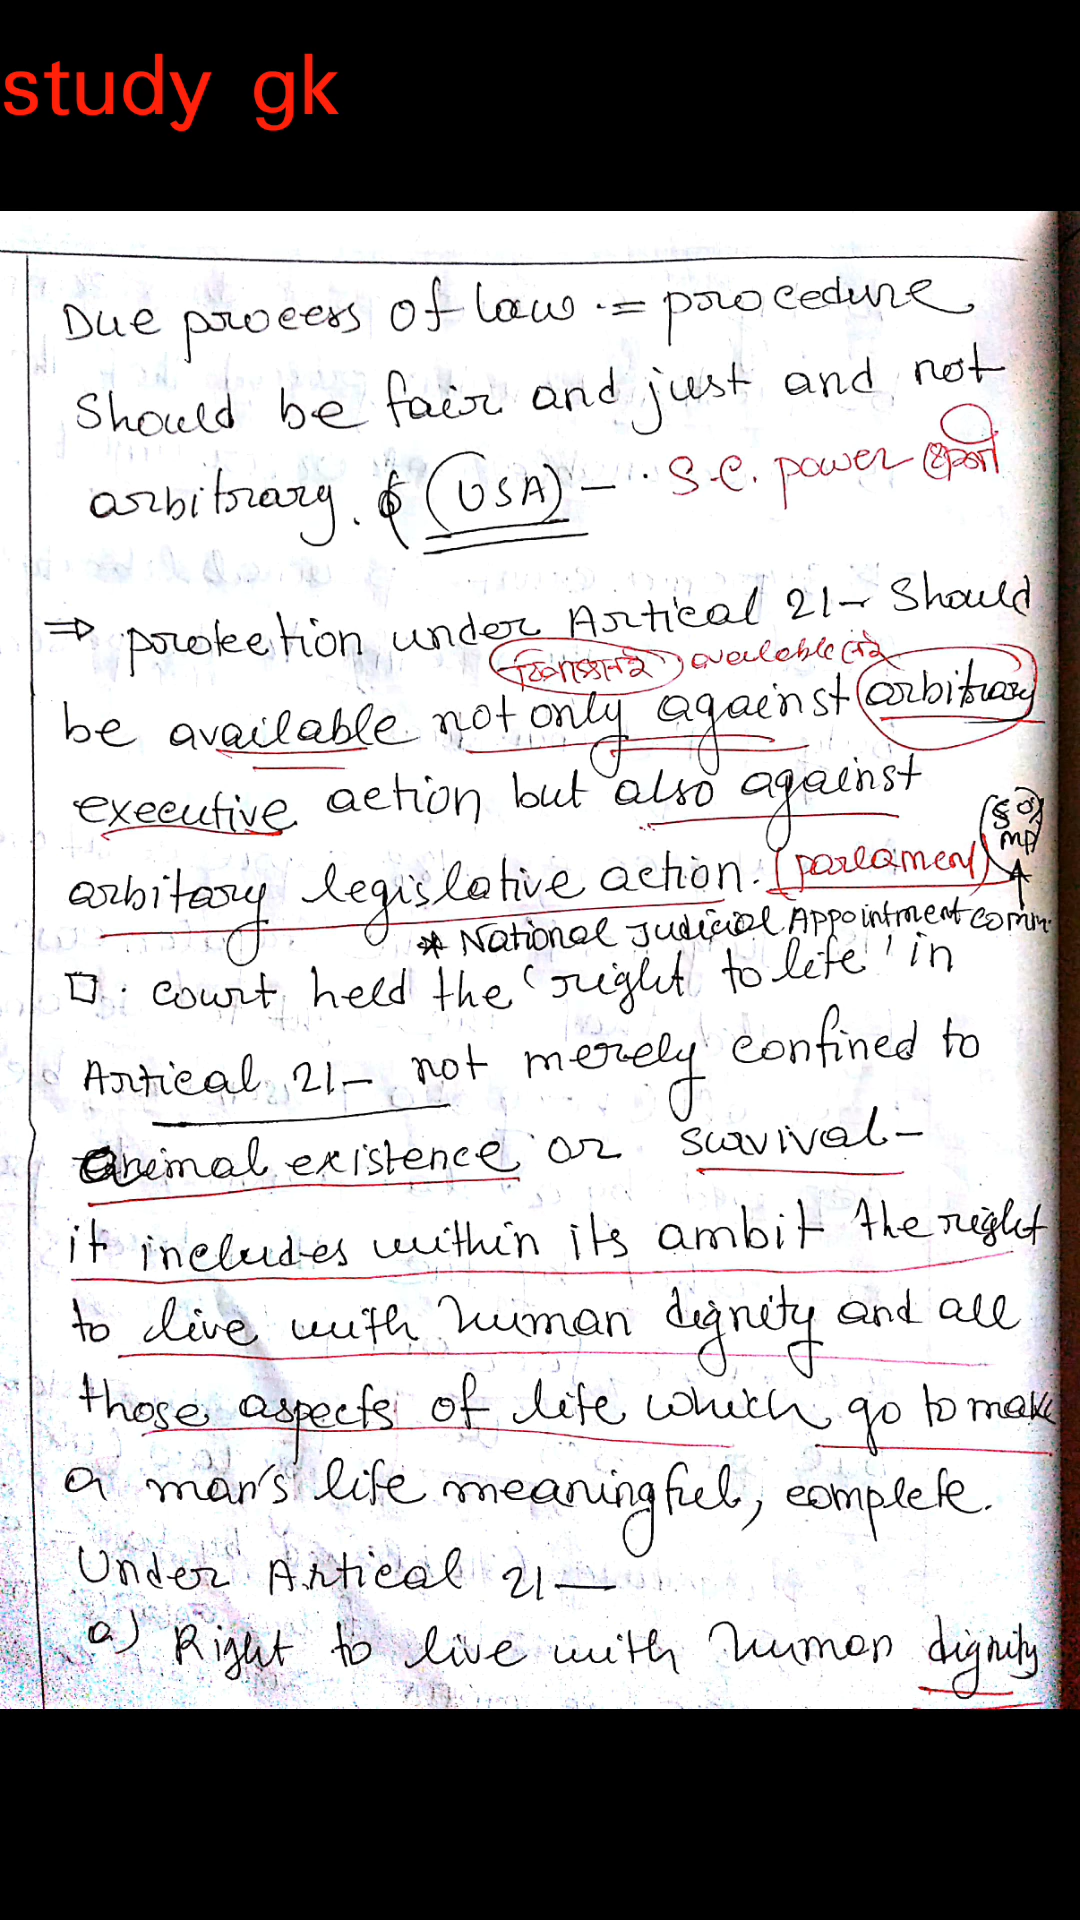 study gk
Due process of law := procedure
Should be fair and just and not
arbitrary. (USA) - S.C. power
⇒ protection under Artical 21- Should
available
be available not only against arbitrary
executive action but also against
MP
arbitary legislative action. (parlament)
* National Judicial Appointment comm.
court held the 'right to life' in
Artical 21- not merely confined to
animal existence or survival-
it includes within its ambit the right
to live with human dignity and all
those aspects of life which go to make
a man's life meaningful, complete.
Under Artical 21—
a) Right to live with human dignity